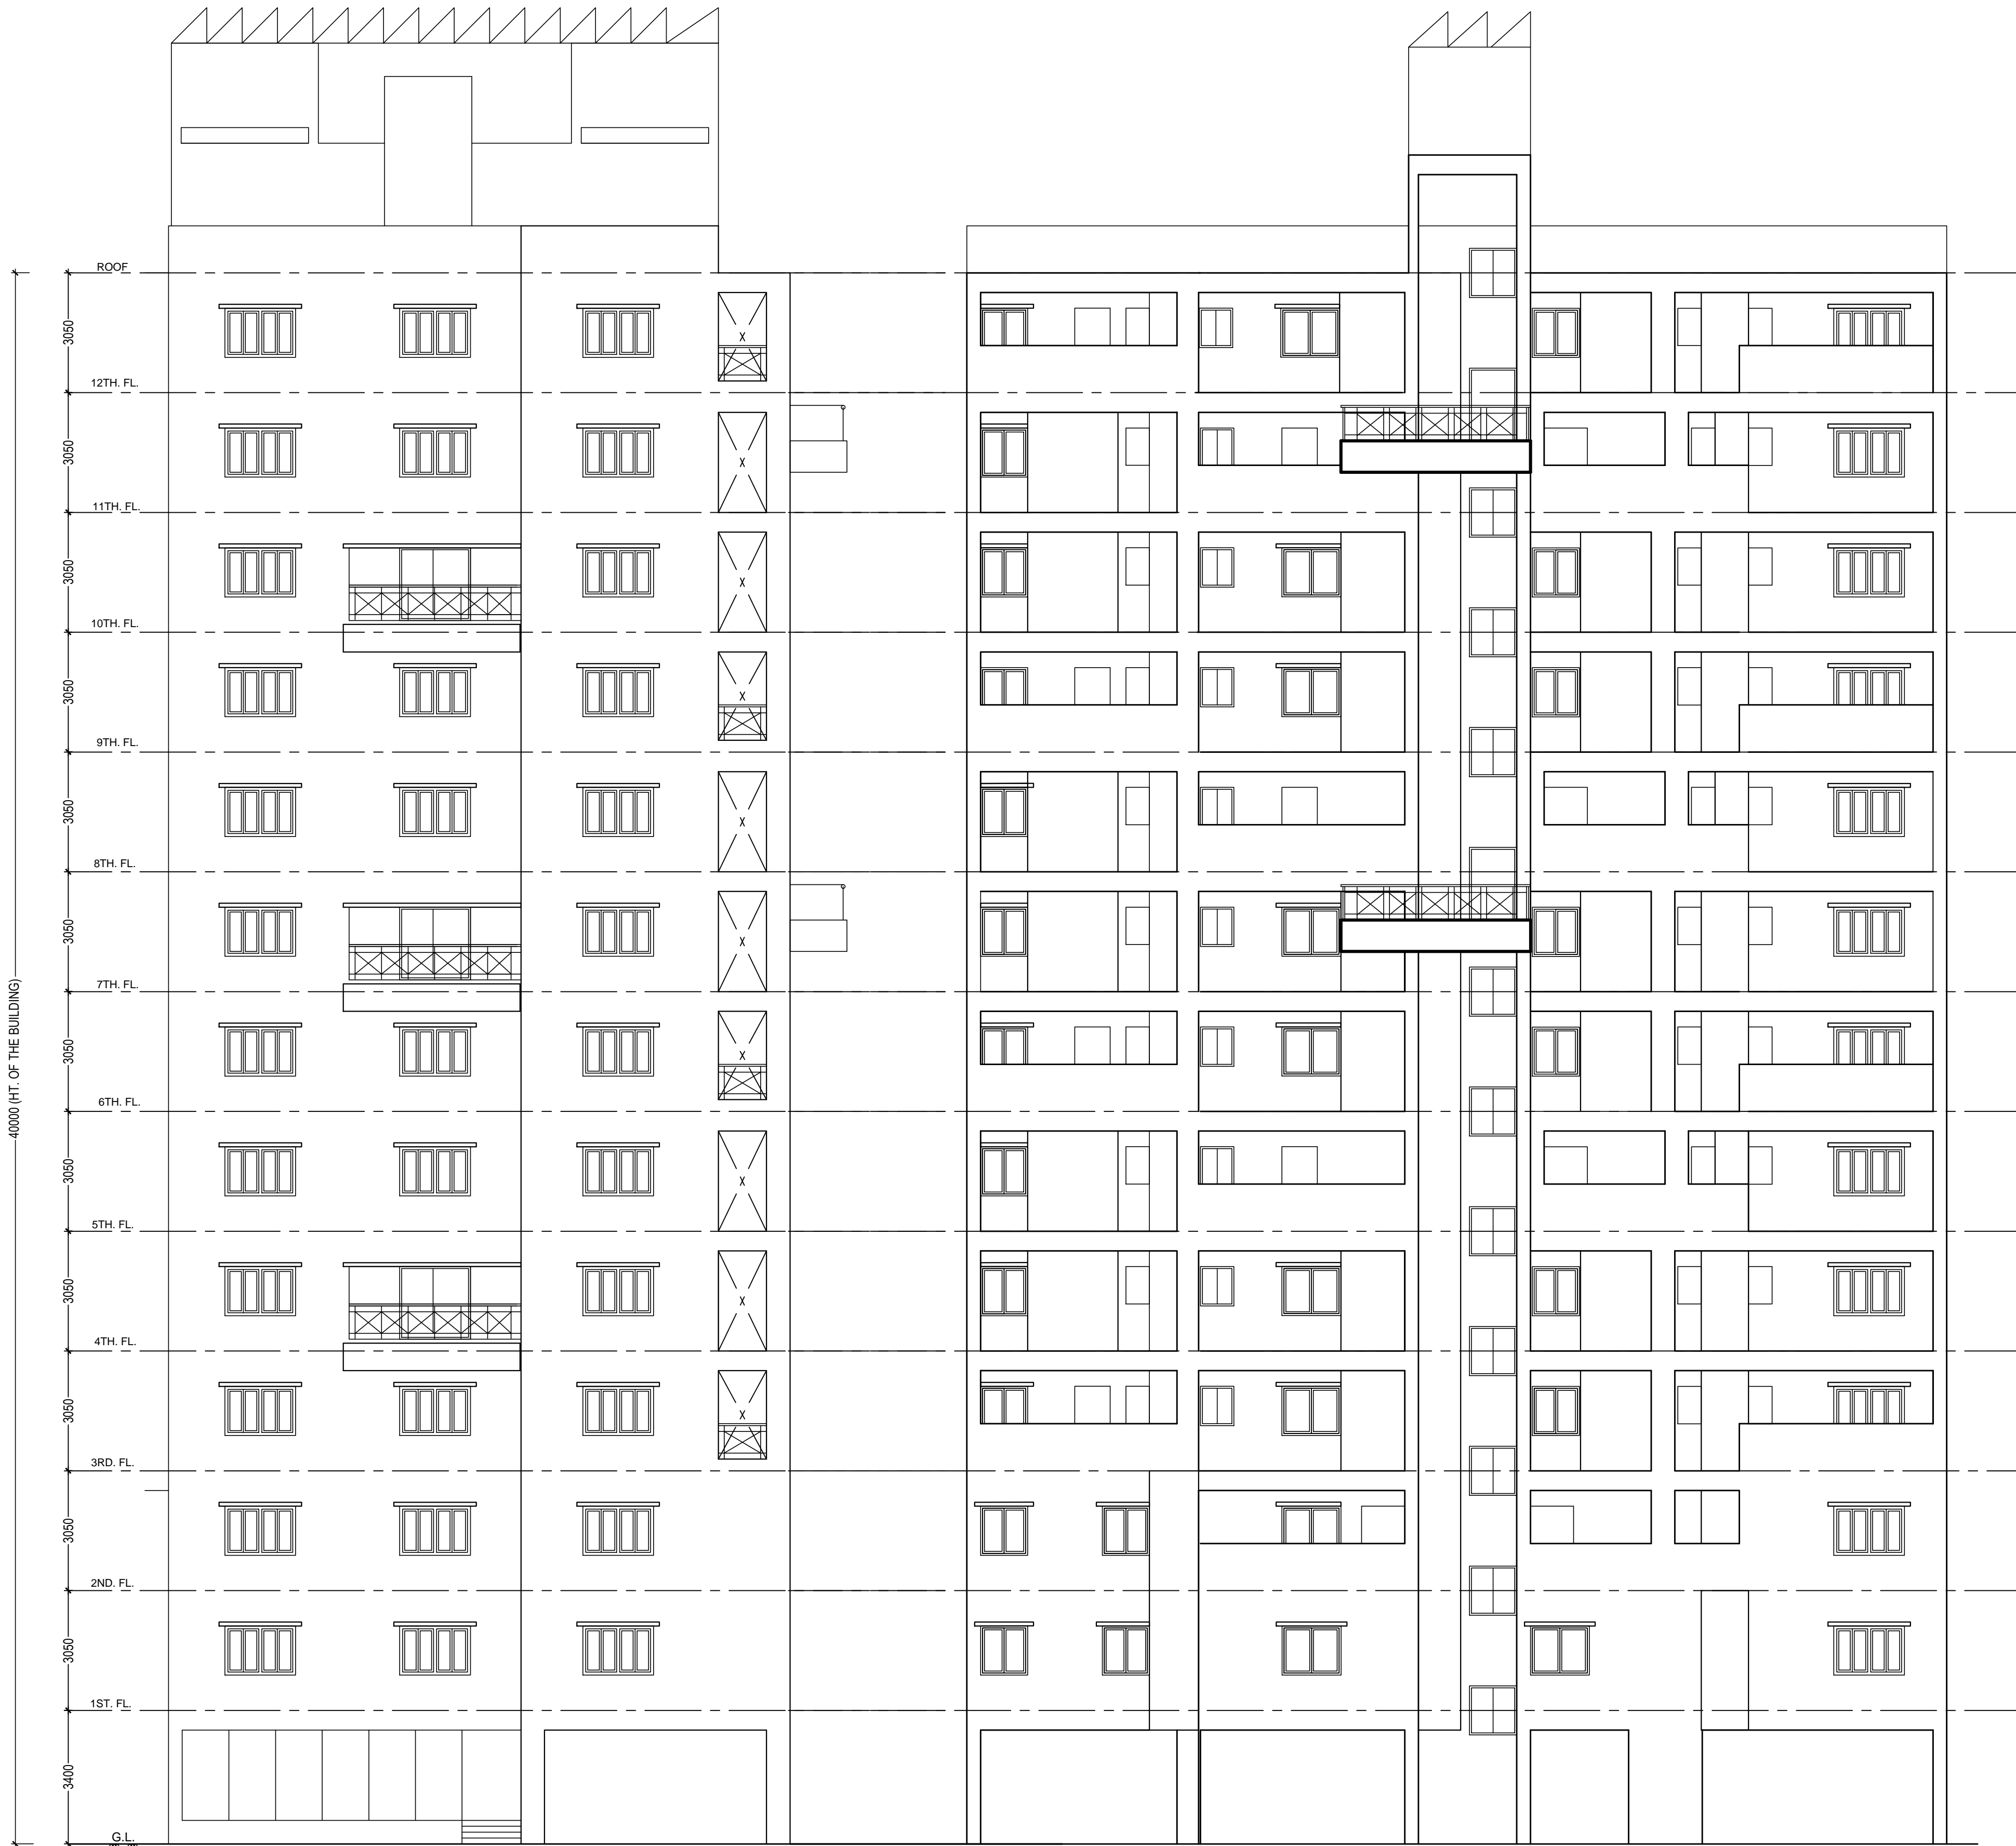 ROOF
3050
12TH. FL.
3050
11TH. FL.
3050
10TH. FL.
3050
9TH. FL.
3050
8TH. FL.
3050
7TH. FL.
3050
6TH. FL.
3050
5TH. FL.
3050
4TH. FL.
3050
3RD. FL.
3050
2ND. FL.
3050
1ST. FL.
3400
G.L.
40000 (HT. OF THE BUILDING)
X
X
X
X
X
X
X
X
X
X